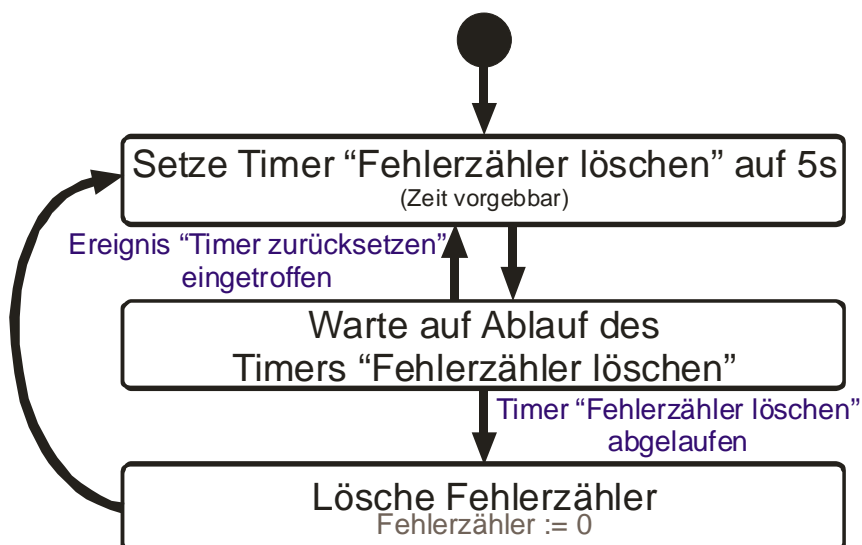 Setze Timer “Fehlerzähler löschen” auf 5s
(Zeit vorgebbar)
Ereignis “Timer zurücksetzen”
eingetroffen
Warte auf Ablauf des
Timers “Fehlerzähler löschen”
Timer “Fehlerzähler löschen”
abgelaufen
Lösche Fehlerzähler
Fehlerzähler := 0